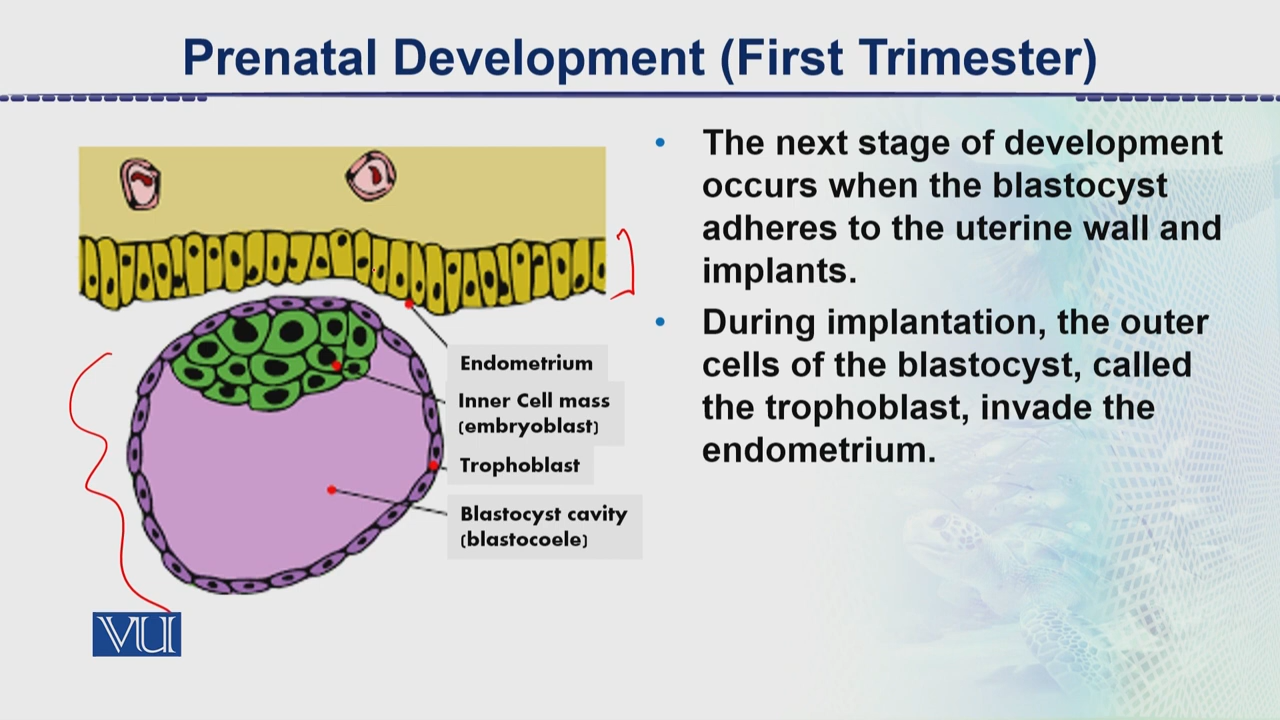 Prenatal Development (First Trimester)
• The next stage of development
occurs when the blastocyst
adheres to the uterine wall and
implants.
• During implantation, the outer
cells of the blastocyst, called
the trophoblast, invade the
endometrium.
Endometrium
Inner Cell mass
(embryoblast)
Trophoblast
Blastocyst cavity
(blastocoele)
VU